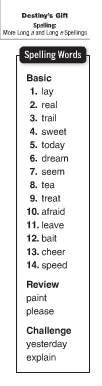 Destiny's Gift
Spelling:
More Long a and Long e Spellings
Spelling Words
Basic
1. lay
2. real
3. trail
4. sweet
5. today
6. dream
7. seem
8. tea
9. treat
10. afraid
11. leave
12. bait
13. cheer
14. speed
Review
paint
please
Challenge
yesterday
explain